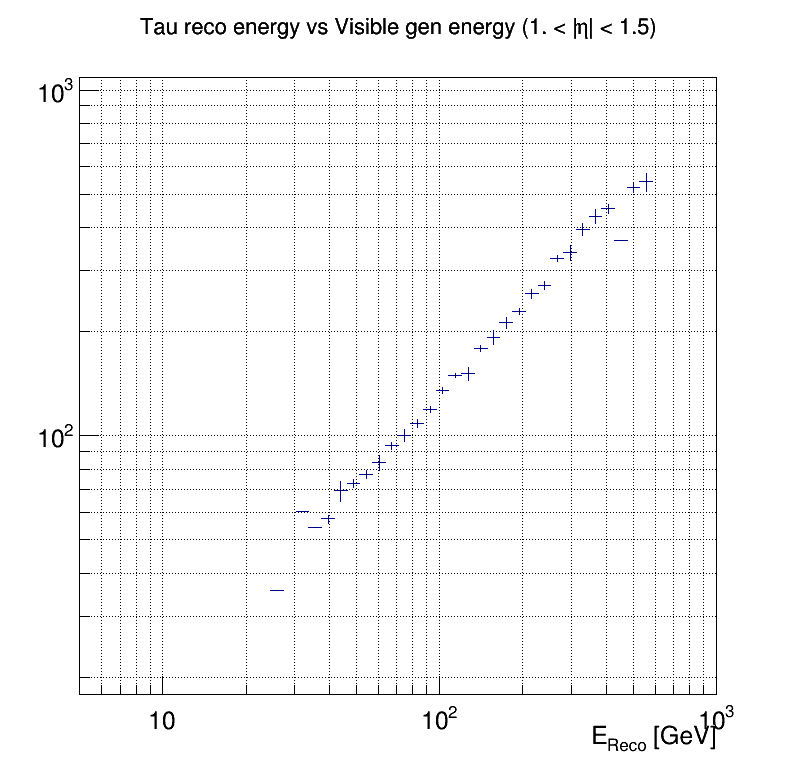 Tau reco energy vs Visible gen energy (1. < |η| < 1.5)
10³
10²
10 10² 10³
E_Reco [GeV]